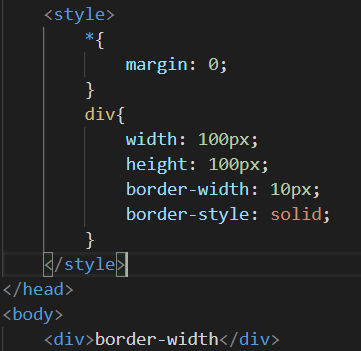 <style>
*{
margin: 0;
}
div{
width: 100px;
height: 100px;
border-width: 10px;
border-style: solid;
}
</style>
</head>
<body>
<div>border-width</div>